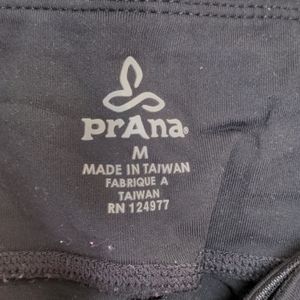 prAna®
M
MADE IN TAIWAN
FABRIQUE A
TAIWAN
RN 124977